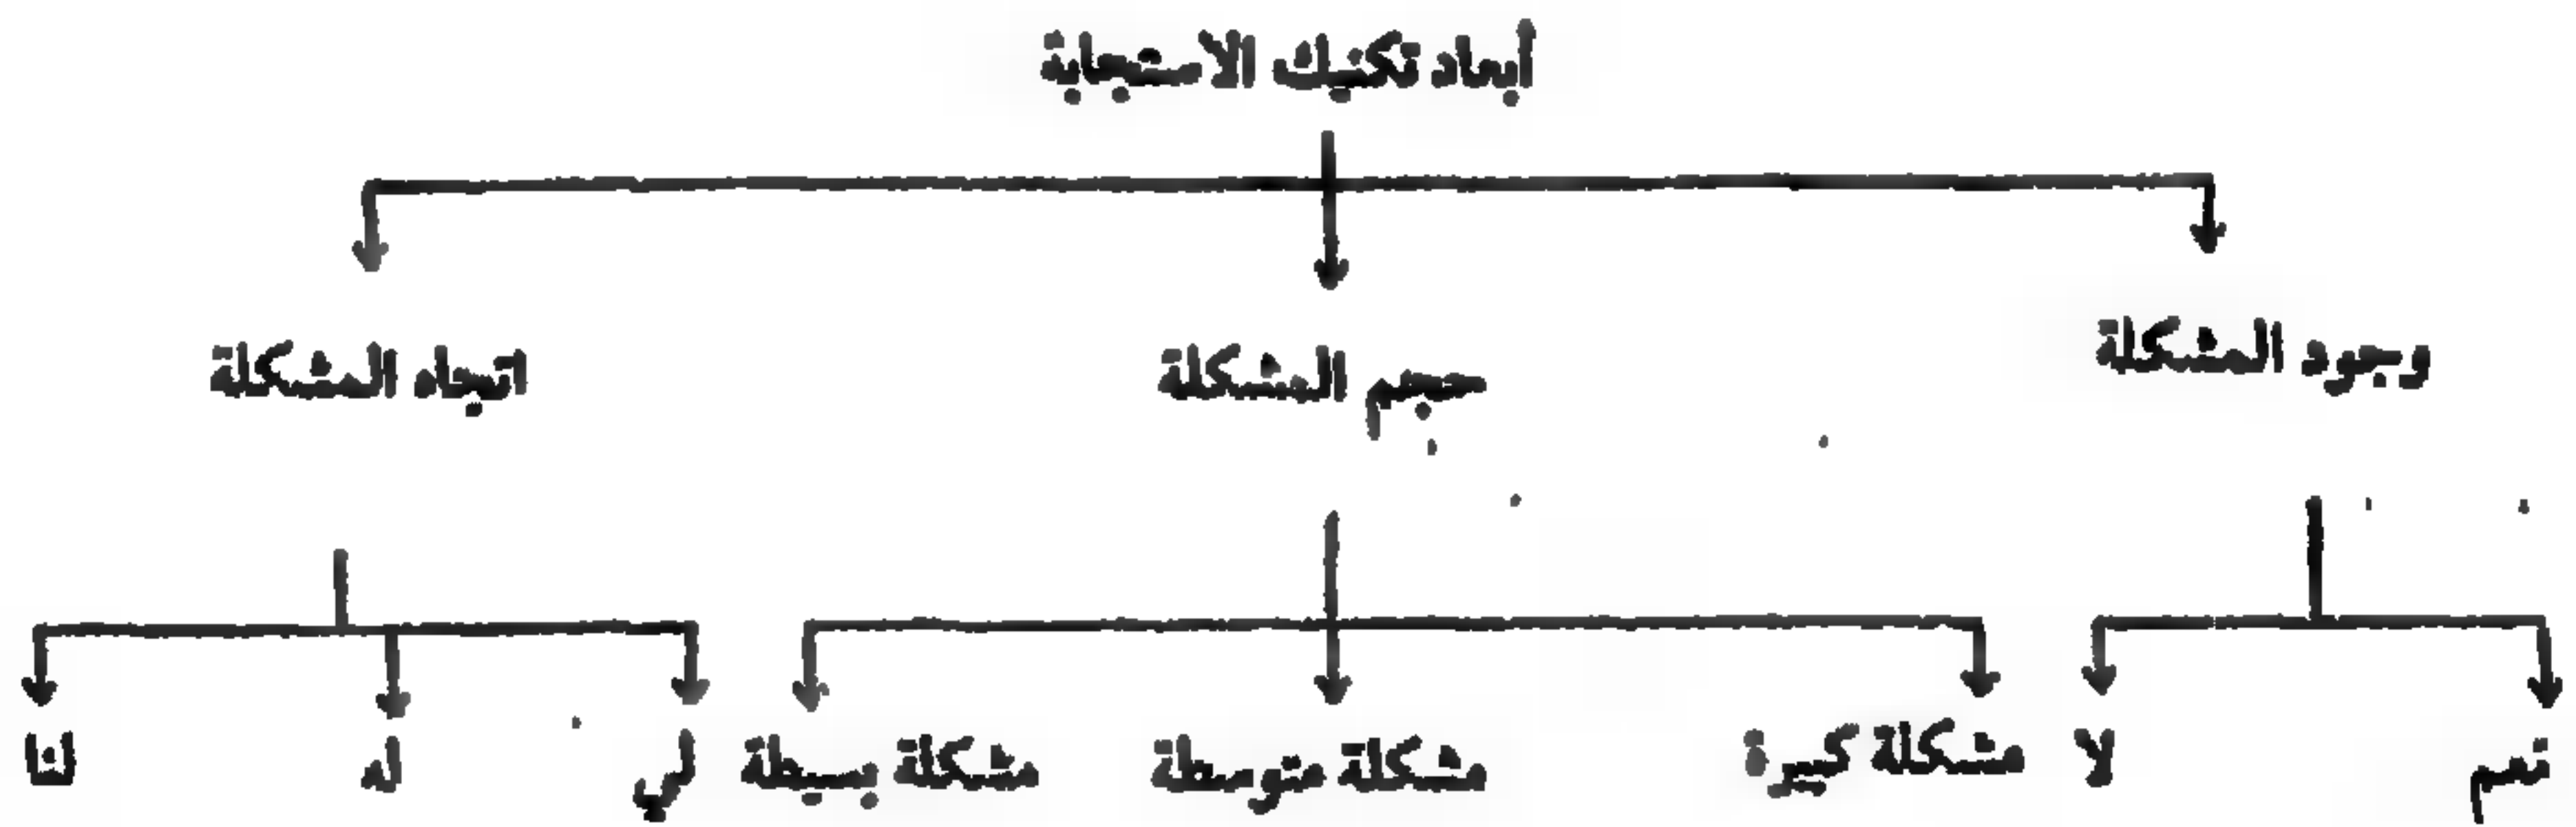 أبعاد تكنيك الاستجابة
وجود المشكلة
حجم المشكلة
اتجاه المشكلة
نعم
لا
مشكلة كبيرة
مشكلة متوسطة
مشكلة بسيطة
لي
له
لنا